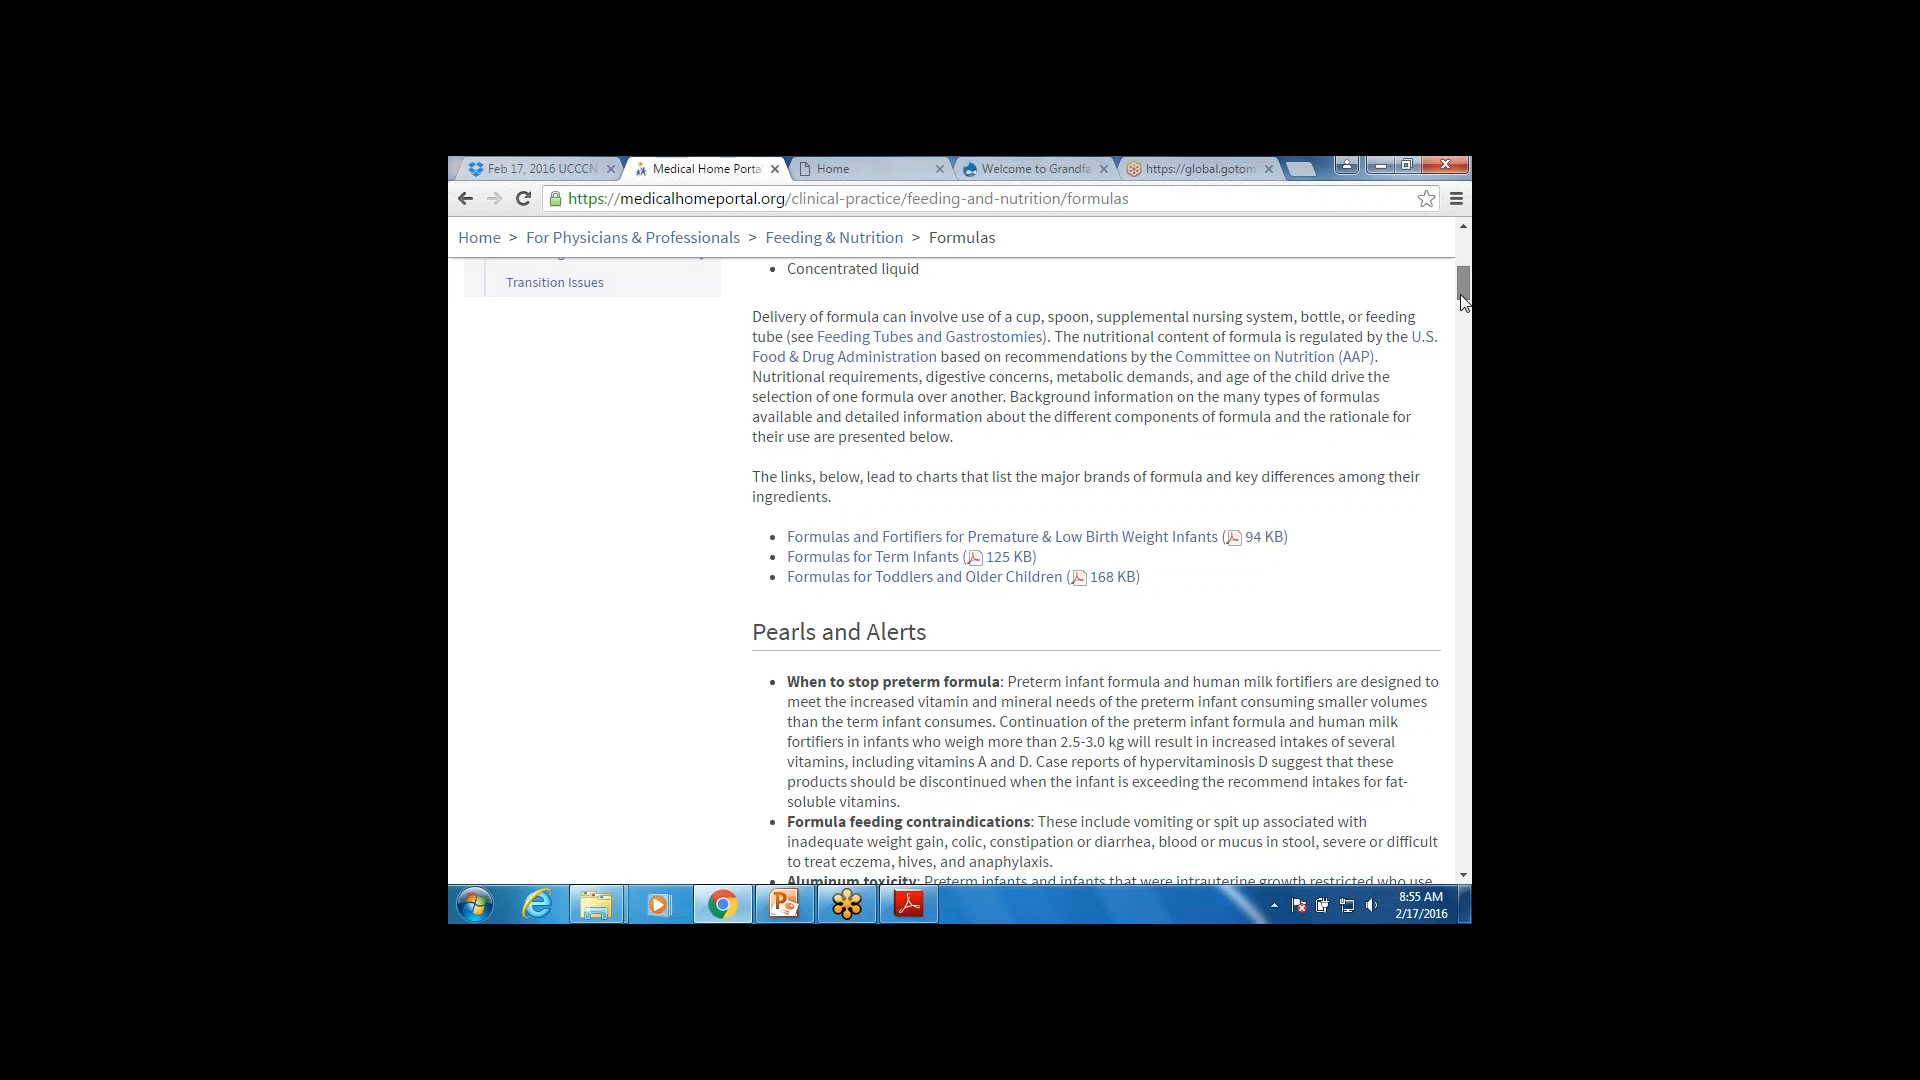 Feb 17, 2016 UCCCN
Medical Home Porta
Home
Welcome to Grandfa
https://global.gotom
https://medicalhomeportal.org/clinical-practice/feeding-and-nutrition/formulas
Home > For Physicians & Professionals > Feeding & Nutrition > Formulas
Transition Issues
• Concentrated liquid
Delivery of formula can involve use of a cup, spoon, supplemental nursing system, bottle, or feeding
tube (see Feeding Tubes and Gastrostomies). The nutritional content of formula is regulated by the U.S.
Food & Drug Administration based on recommendations by the Committee on Nutrition (AAP).
Nutritional requirements, digestive concerns, metabolic demands, and age of the child drive the
selection of one formula over another. Background information on the many types of formulas
available and detailed information about the different components of formula and the rationale for
their use are presented below.
The links, below, lead to charts that list the major brands of formula and key differences among their
ingredients.
• Formulas and Fortifiers for Premature & Low Birth Weight Infants ( 94 KB)
• Formulas for Term Infants ( 125 KB)
• Formulas for Toddlers and Older Children ( 168 KB)
Pearls and Alerts
• When to stop preterm formula: Preterm infant formula and human milk fortifiers are designed to
meet the increased vitamin and mineral needs of the preterm infant consuming smaller volumes
than the term infant consumes. Continuation of the preterm infant formula and human milk
fortifiers in infants who weigh more than 2.5-3.0 kg will result in increased intakes of several
vitamins, including vitamins A and D. Case reports of hypervitaminosis D suggest that these
products should be discontinued when the infant is exceeding the recommend intakes for fat-
soluble vitamins.
• Formula feeding contraindications: These include vomiting or spit up associated with
inadequate weight gain, colic, constipation or diarrhea, blood or mucus in stool, severe or difficult
to treat eczema, hives, and anaphylaxis.
• Aluminum toxicity: Preterm infants and infants that were intrauterine growth restricted who use
8:55 AM
2/17/2016